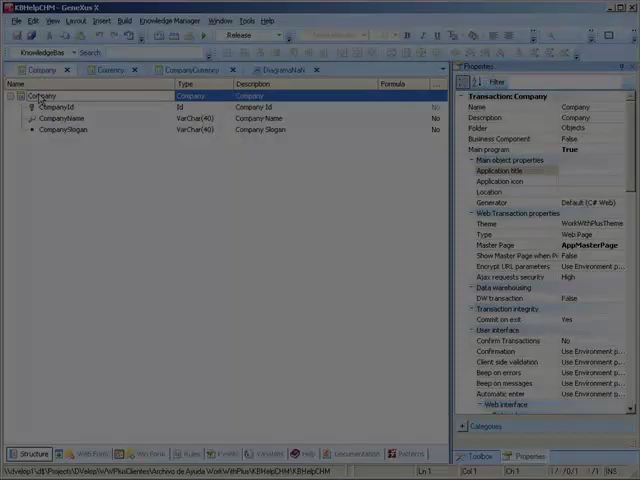 KBHelpCHM - GeneXus X
File Edit View Layout Insert Build Knowledge Manager Window Tools Help
Release
KnowledgeBas Search
Company Currency CompanyCurrency
Name Type Description Formula ...
Company Company Company
CompanyId Id Company Id No
CompanyName VarChar(40) Company Name No
CompanySlogan VarChar(40) Company Slogan No
Properties
Filter
Transaction: Company
Name Company
Description Company
Folder Objects
Business Component False
Main program True
Main object properties
Application title
Application icon
Location
Generator Default (C# Web)
Web Transaction properties
Theme WorkWithPlusTheme
Type Web Page
Master Page AppMasterPage
Show Master Page when P False
Encrypt URL parameters Use Environment p
Ajax requests security High
Data warehousing
DW transaction False
Transaction integrity
Commit on exit Yes
User interface
Confirm Transactions No
Confirmation Use Environment p
Client side validation Use Environment p
Beep on errors Use Environment p
Beep on messages Use Environment p
Automatic enter Use Environment p
Web interface
Categories
Structure Web Form Win Form Rules Events Variables Help Documentation Patterns
Toolbox Properties
Ln 1 Col 1 Ch 1 INS